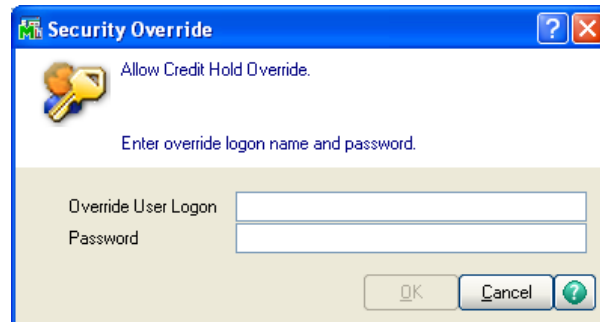 Security Override
?
Allow Credit Hold Override.
Enter override logon name and password.
Override User Logon
Password
OK
Cancel
?